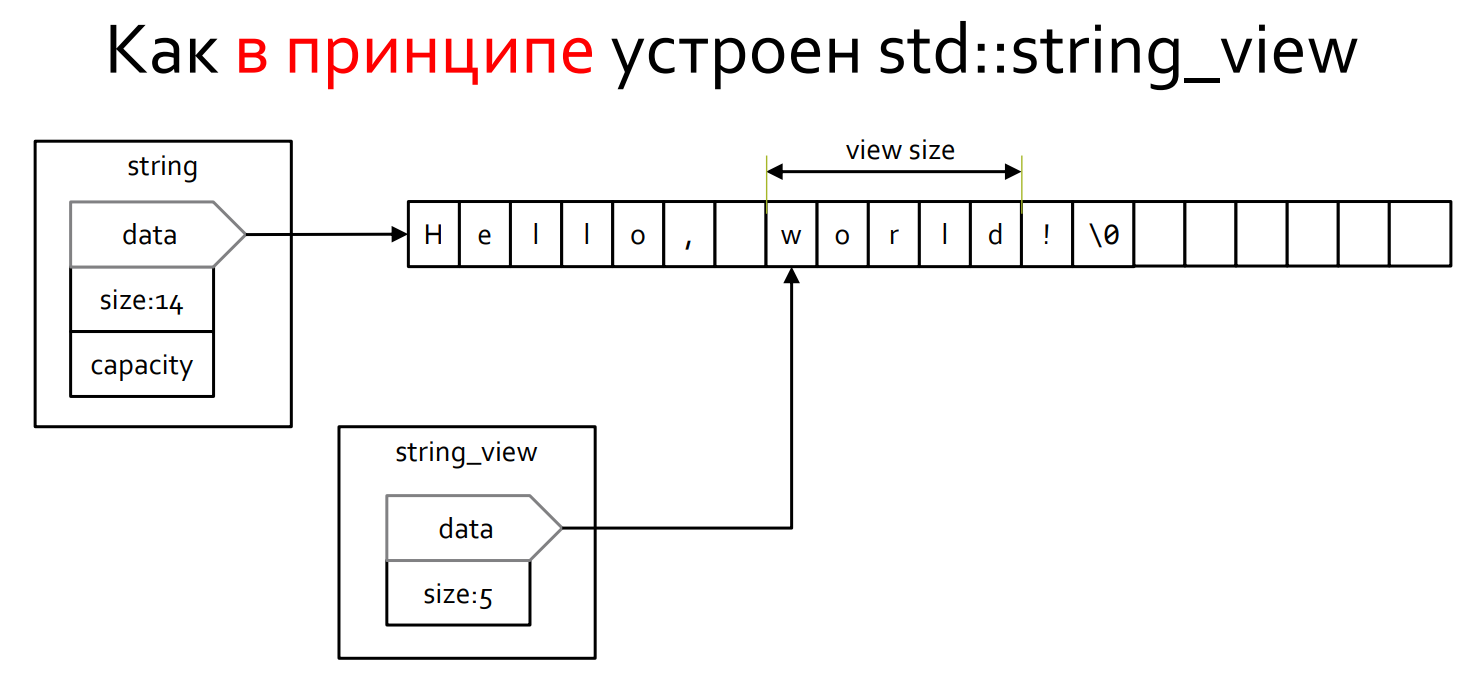 Как в принципе устроен std::string_view
string
data
size:14
capacity
view size
H e l l o , w o r l d ! \0
string_view
data
size:5